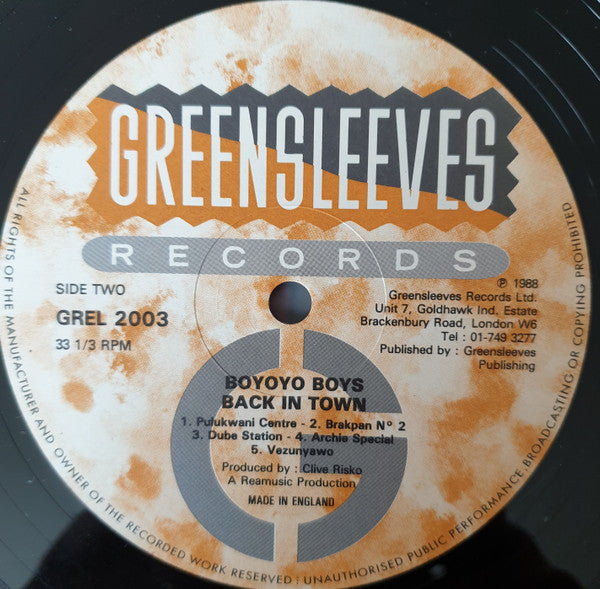 GREENSLEEVES
RECORDS
SIDE TWO
GREL 2003
33 1/3 RPM
℗ 1988
Greensleeves Records Ltd.
Unit 7, Goldhawk Ind. Estate
Brackenbury Road, London W6
Tel : 01-749 3277
Published by : Greensleeves
Publishing
BOYOYO BOYS
BACK IN TOWN
1. Pulukwani Centre - 2. Brakpan Nº 2
3. Dube Station - 4. Archie Special
5. Vezunyawo
Produced by : Clive Risko
A Reamusic Production
MADE IN ENGLAND
ALL RIGHTS OF THE MANUFACTURER AND OWNER OF THE RECORDED WORK RESERVED : UNAUTHORISED PUBLIC PERFORMANCE, BROADCASTING OR COPYING PROHIBITED.